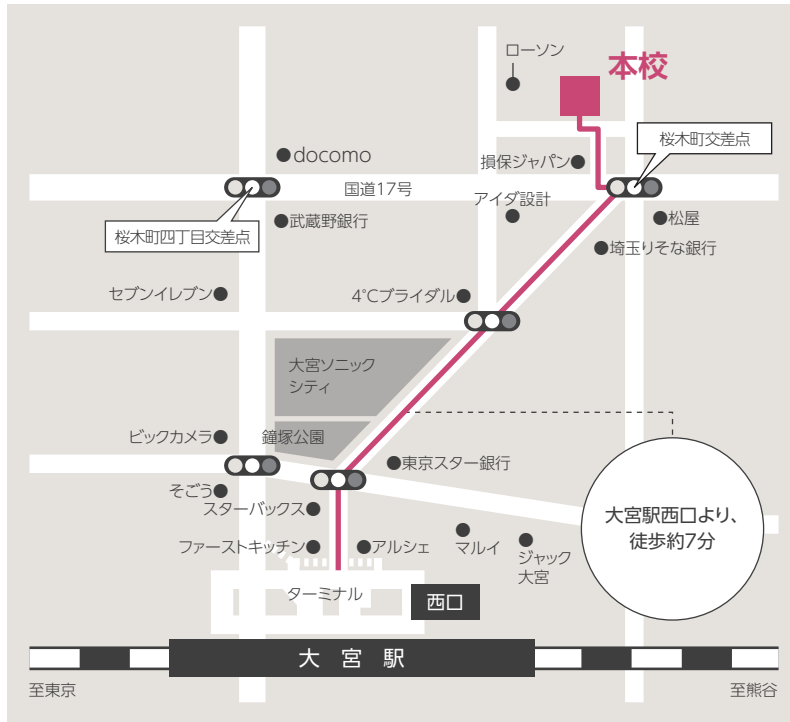 ローソン
本校
桜木町交差点
docomo
損保ジャパン
国道17号
アイダ設計
松屋
武蔵野銀行
桜木町四丁目交差点
埼玉りそな銀行
セブンイレブン
4℃ブライダル
大宮ソニック
シティ
ビックカメラ
鐘塚公園
東京スター銀行
そごう
スターバックス
大宮駅西口より、
徒歩約7分
ファーストキッチン
アルシェ
マルイ
ジャック
大宮
ターミナル
西口
大宮駅
至東京
至熊谷